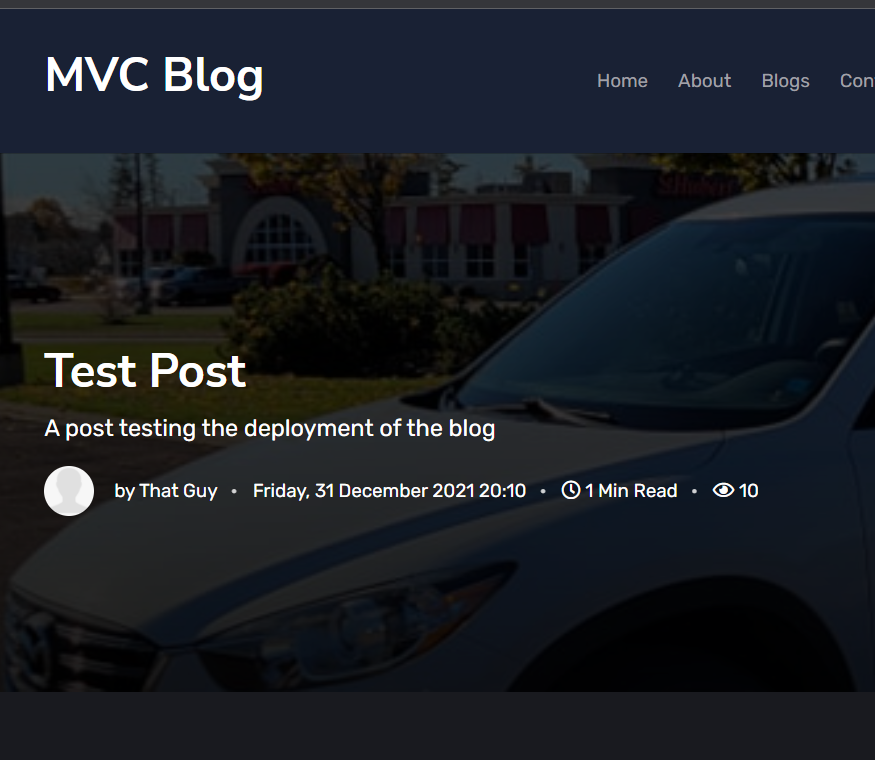 MVC Blog
Home About Blogs
Test Post
A post testing the deployment of the blog
by That Guy • Friday, 31 December 2021 20:10 • 1 Min Read • 10